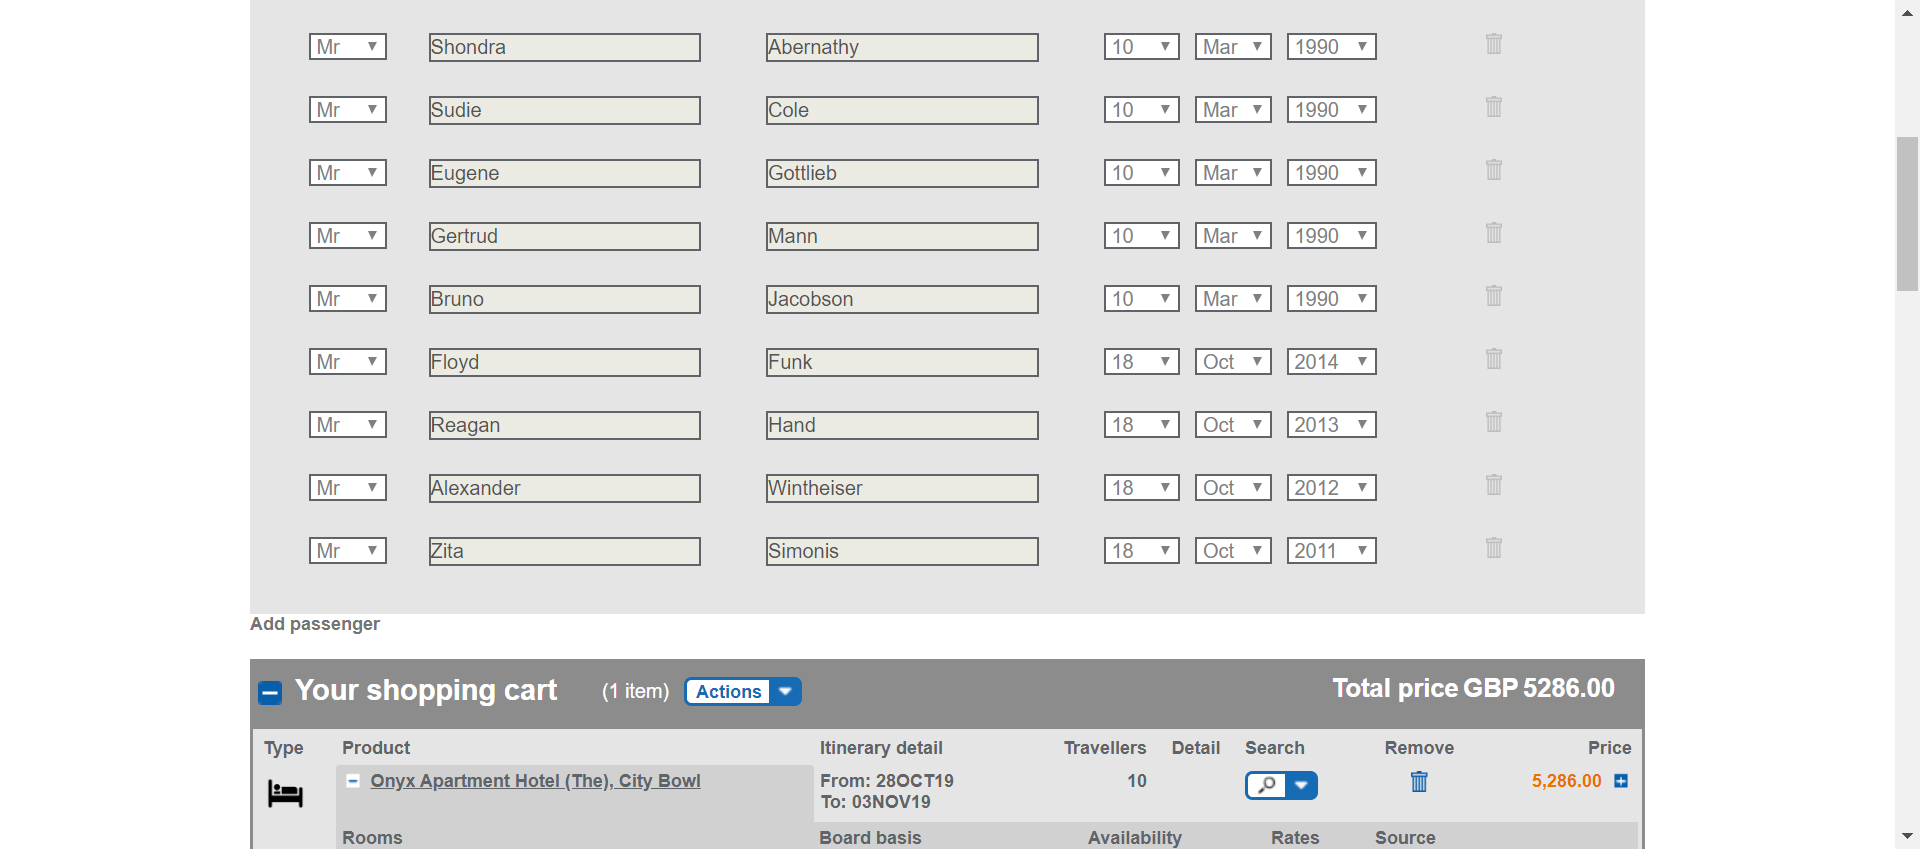 Mr Shondra Abernathy 10 Mar 1990
Mr Sudie Cole 10 Mar 1990
Mr Eugene Gottlieb 10 Mar 1990
Mr Gertrud Mann 10 Mar 1990
Mr Bruno Jacobson 10 Mar 1990
Mr Floyd Funk 18 Oct 2014
Mr Reagan Hand 18 Oct 2013
Mr Alexander Wintheiser 18 Oct 2012
Mr Zita Simonis 18 Oct 2011
Add passenger
Your shopping cart (1 item) Actions Total price GBP 5286.00
Type Product Itinerary detail Travellers Detail Search Remove Price
Onyx Apartment Hotel (The), City Bowl From: 28OCT19 10 5,286.00
To: 03NOV19
Rooms Board basis Availability Rates Source